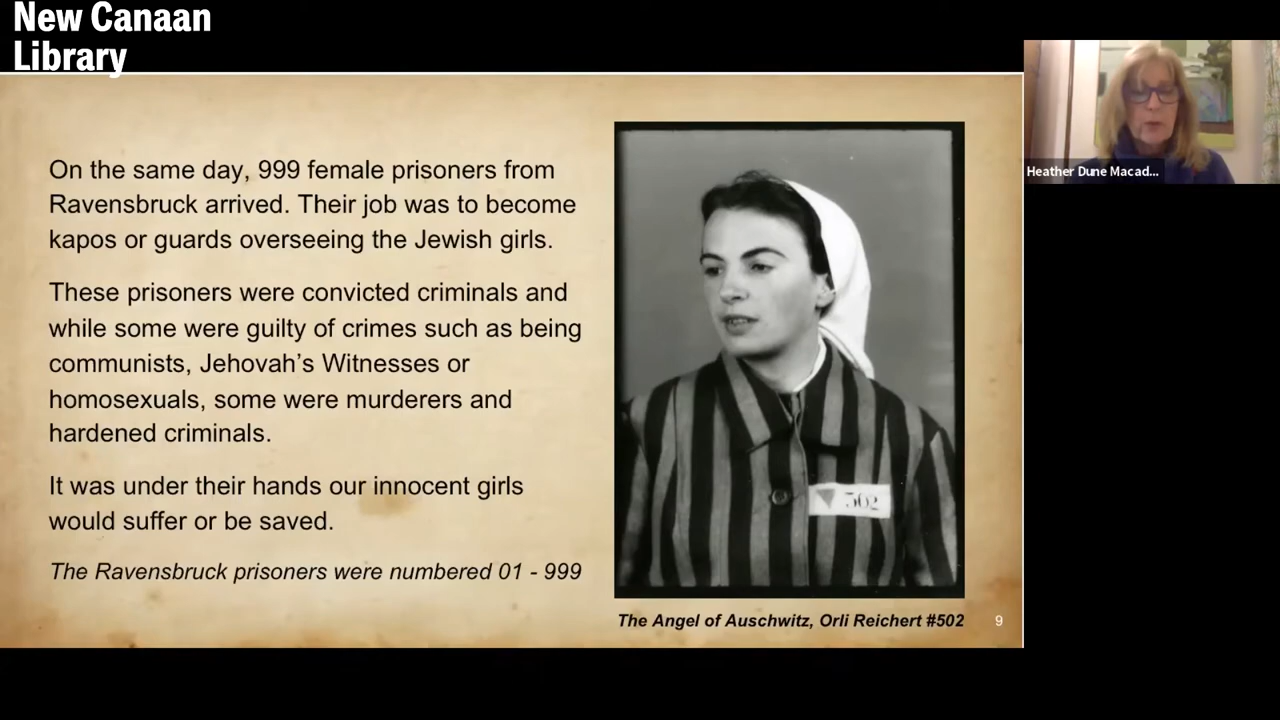 New Canaan
Library
On the same day, 999 female prisoners from
Ravensbruck arrived. Their job was to become
kapos or guards overseeing the Jewish girls.
These prisoners were convicted criminals and
while some were guilty of crimes such as being
communists, Jehovah’s Witnesses or
homosexuals, some were murderers and
hardened criminals.
It was under their hands our innocent girls
would suffer or be saved.
The Ravensbruck prisoners were numbered 01 - 999
502
The Angel of Auschwitz, Orli Reichert #502
9
Heather Dune Macad...